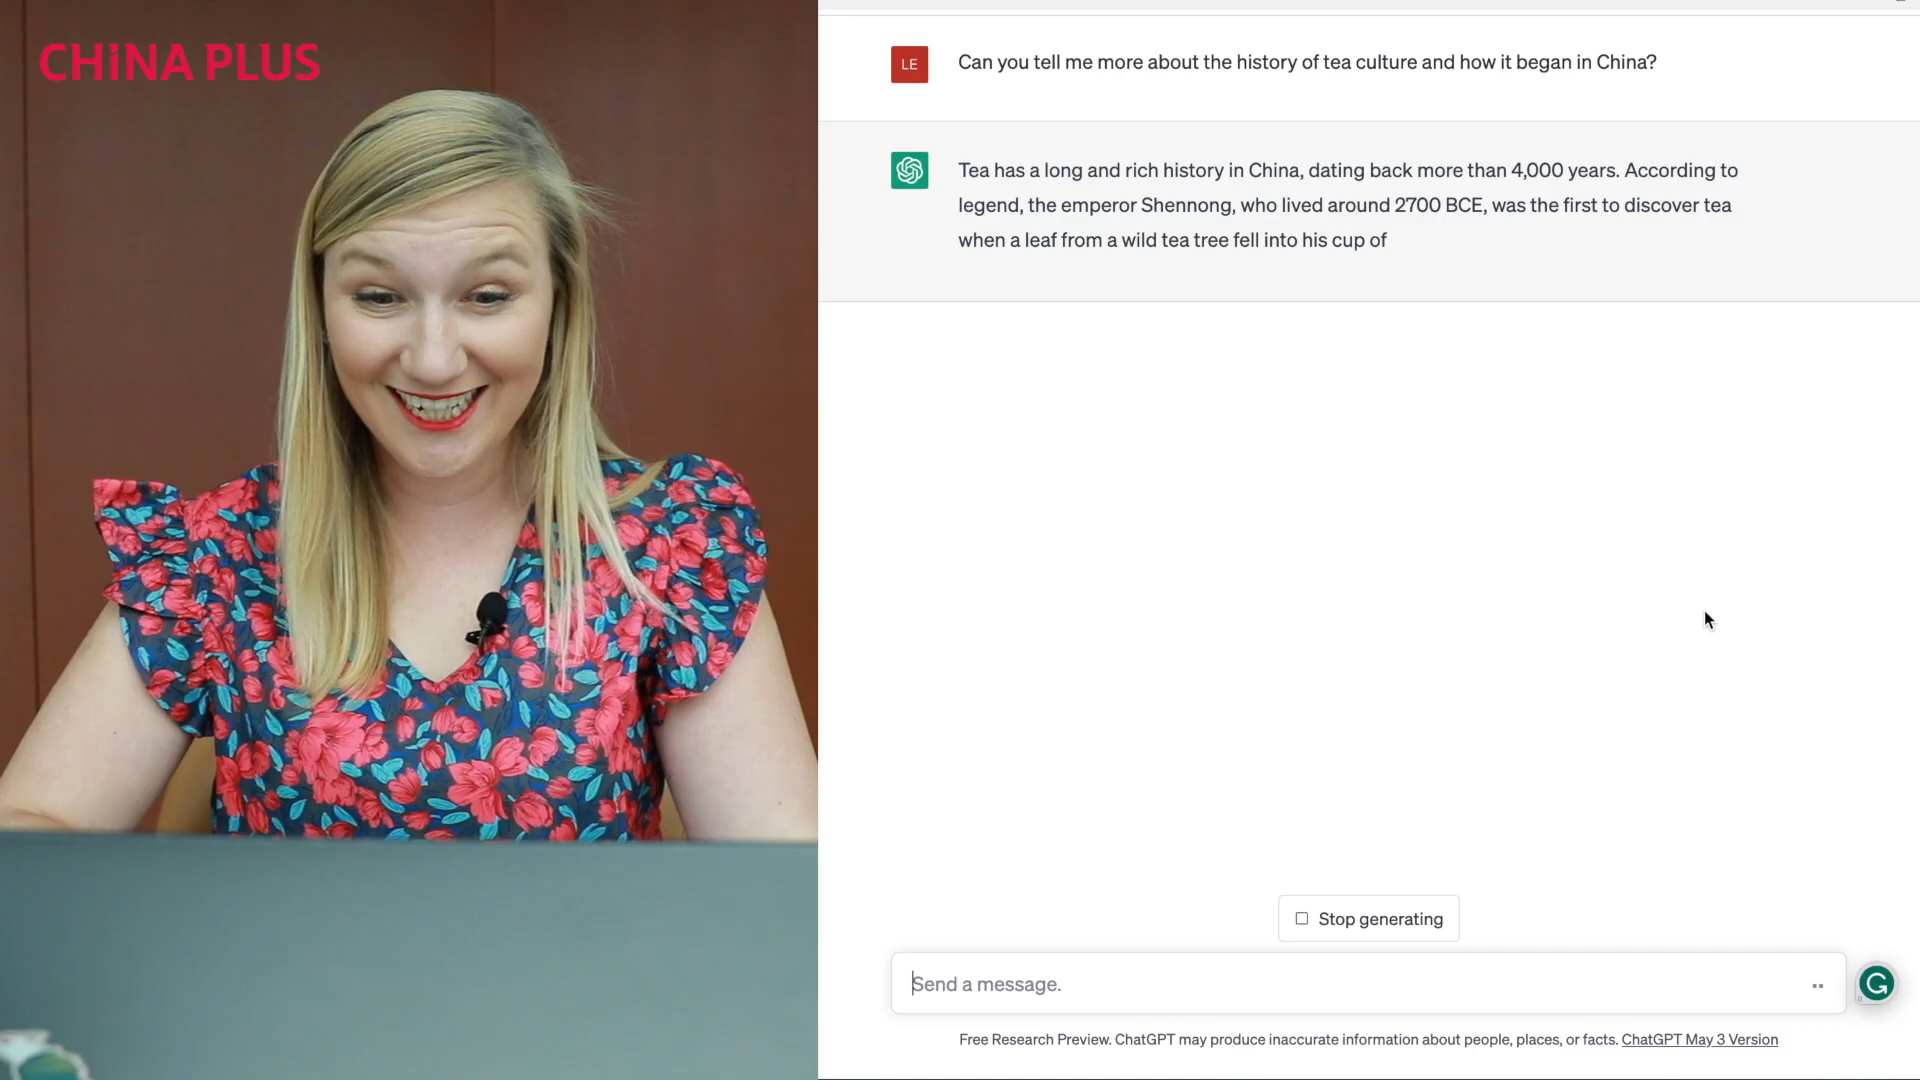 CHINA PLUS
LE
Can you tell me more about the history of tea culture and how it began in China?
Tea has a long and rich history in China, dating back more than 4,000 years. According to
legend, the emperor Shennong, who lived around 2700 BCE, was the first to discover tea
when a leaf from a wild tea tree fell into his cup of
Stop generating
Send a message.
Free Research Preview. ChatGPT may produce inaccurate information about people, places, or facts. ChatGPT May 3 Version